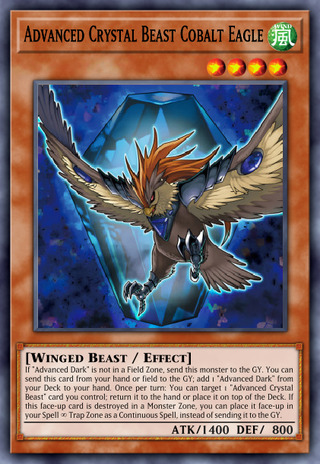 Advanced Crystal Beast Cobalt Eagle
WIND
風
[Winged Beast / Effect]
If "Advanced Dark" is not in a Field Zone, send this monster to the GY. You can
send this card from your hand or field to the GY; add 1 "Advanced Dark" from
your Deck to your hand. Once per turn: You can target 1 "Advanced Crystal
Beast" card you control; return it to the hand or place it on top of the Deck. If
this face-up card is destroyed in a Monster Zone, you can place it face-up in
your Spell & Trap Zone as a Continuous Spell, instead of sending it to the GY.
ATK/1400 DEF/ 800